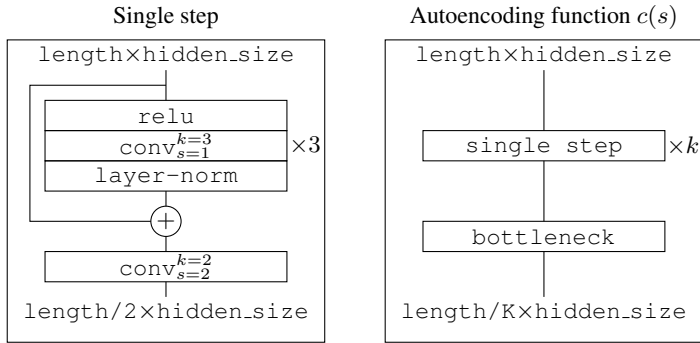 Single step
length×hidden_size
relu
conv^{k=3}_{s=1}
×3
layer-norm
+
conv^{k=2}_{s=2}
length/2×hidden_size
Autoencoding function c(s)
length×hidden_size
single step
×k
bottleneck
length/K×hidden_size